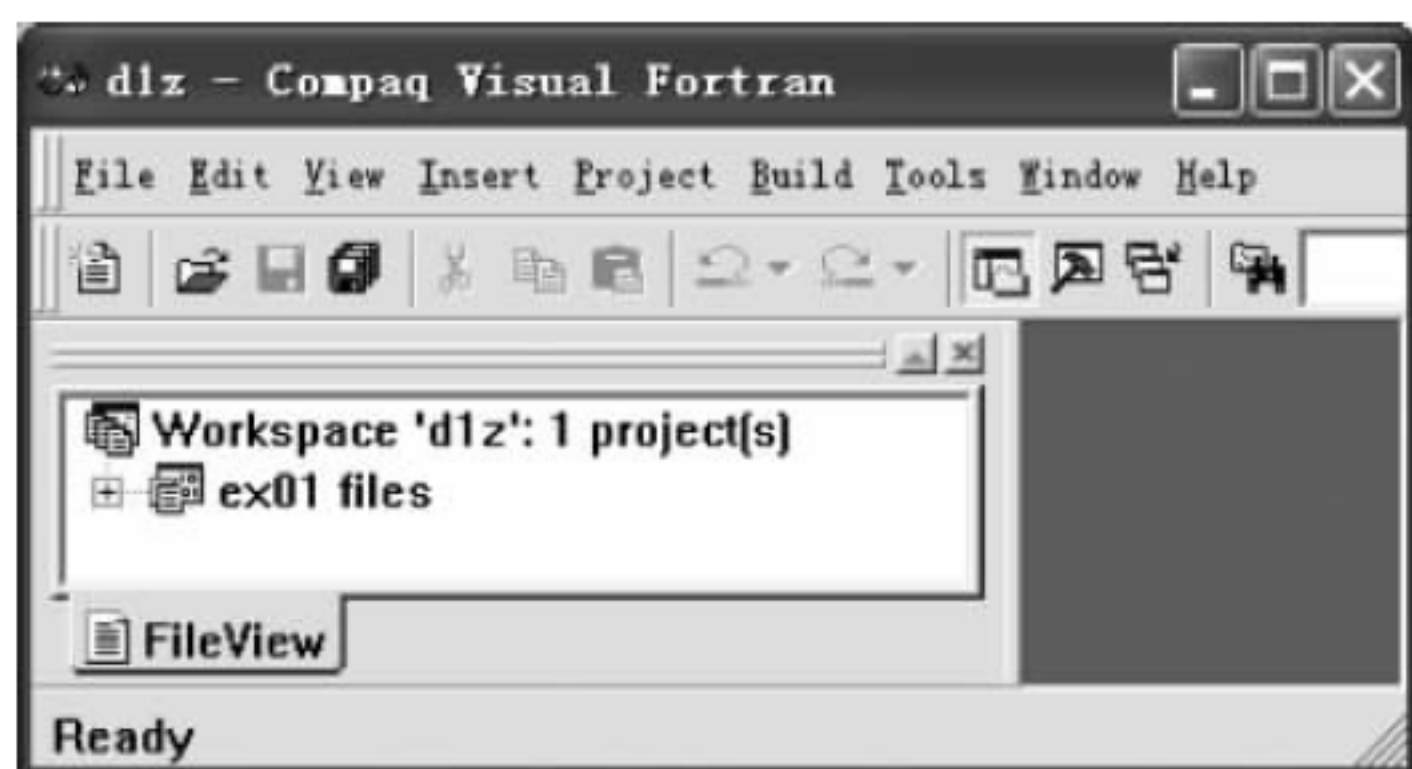 d1z - Compaq Visual Fortran
File Edit View Insert Project Build Tools Window Help
Workspace 'd1z': 1 project(s)
ex01 files
FileView
Ready